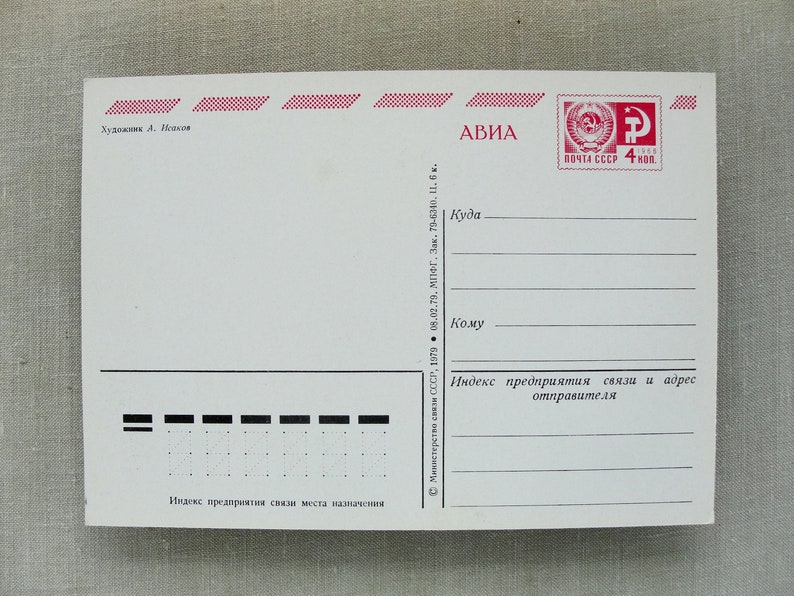 Художник А. Исаков
АВИА
ПОЧТА СССР
1966
4 КОП.
Куда
Кому
Индекс предприятия связи и адрес
отправителя
© Министерство связи СССР, 1979 ● 08.02.79. МПФГ. Зак. 79-6340. Ц. 6 к.
Индекс предприятия связи места назначения